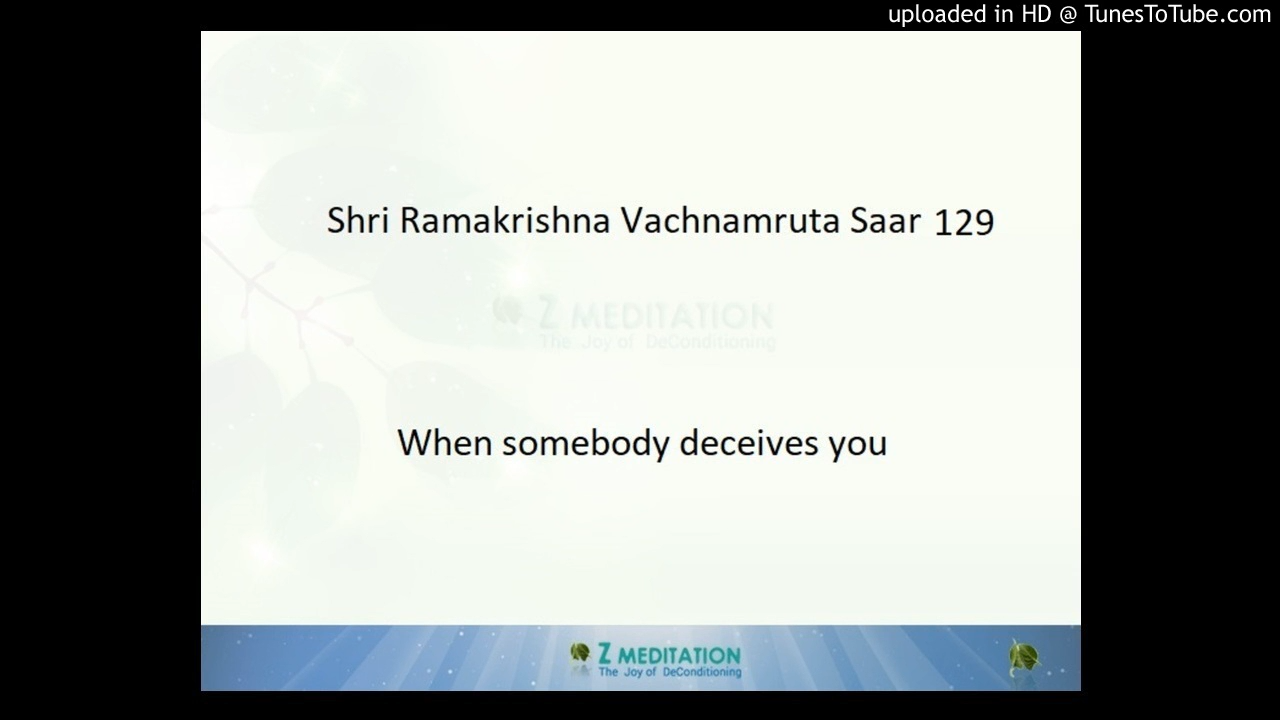 uploaded in HD @ TunesToTube.com
Shri Ramakrishna Vachnamruta Saar 129
Z MEDITATION
The Joy of DeConditioning
When somebody deceives you
Z MEDITATION
The Joy of DeConditioning